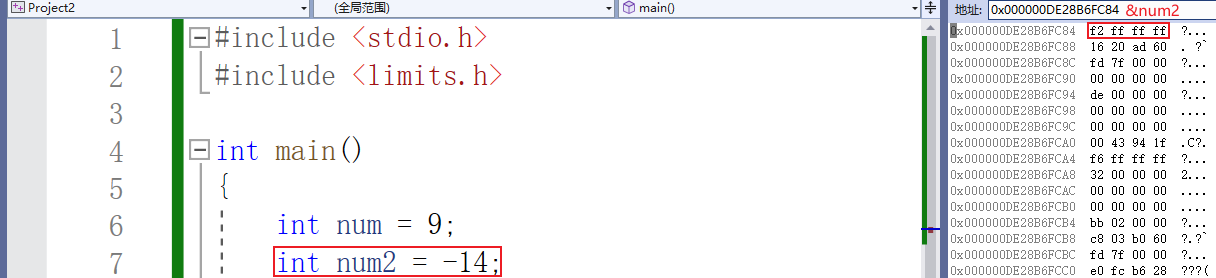 Project2 (全局范围) main()
1 #include <stdio.h>
2 #include <limits.h>
3
4 int main()
5 {
6 int num = 9;
7 int num2 = -14;
地址: 0x000000DE28B6FC84 &num2
0x000000DE28B6FC84 f2 ff ff ff ?...
0x000000DE28B6FC88 16 20 ad 60 . ?`
0x000000DE28B6FC8C fd 7f 00 00 ?...
0x000000DE28B6FC90 00 00 00 00 ....
0x000000DE28B6FC94 de 00 00 00 ?...
0x000000DE28B6FC98 00 00 00 00 ....
0x000000DE28B6FC9C 00 00 00 00 ....
0x000000DE28B6FCA0 00 43 94 1f .C?.
0x000000DE28B6FCA4 f6 ff ff ff ?...
0x000000DE28B6FCA8 32 00 00 00 2...
0x000000DE28B6FCAC 00 00 00 00 ....
0x000000DE28B6FCB0 00 00 00 00 ....
0x000000DE28B6FCB4 bb 02 00 00 ?...
0x000000DE28B6FCB8 c8 03 b0 60 ?.?`
0x000000DE28B6FCBC fd 7f 00 00 ?...
0x000000DE28B6FCC0 e0 fc b6 28 ???(